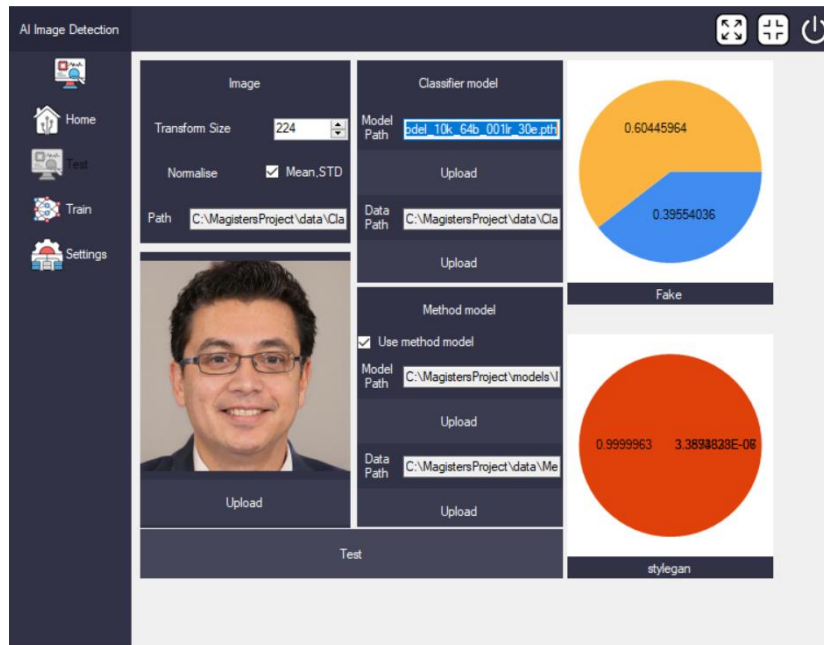 AI Image Detection
Home
Test
Train
Settings
Image
Transform Size 224
Normalise Mean,STD
Path C:\MagistersProject\data\Cla
Upload
Classifier model
Model Path odel_10k_64b_001lr_30e.pth
Upload
Data Path C:\MagistersProject\data\Cla
Upload
Method model
Use method model
Model Path C:\MagistersProject\models\I
Upload
Data Path C:\MagistersProject\data\Me
Upload
Test
0.60445964
0.39554036
Fake
0.9999963
stylegan